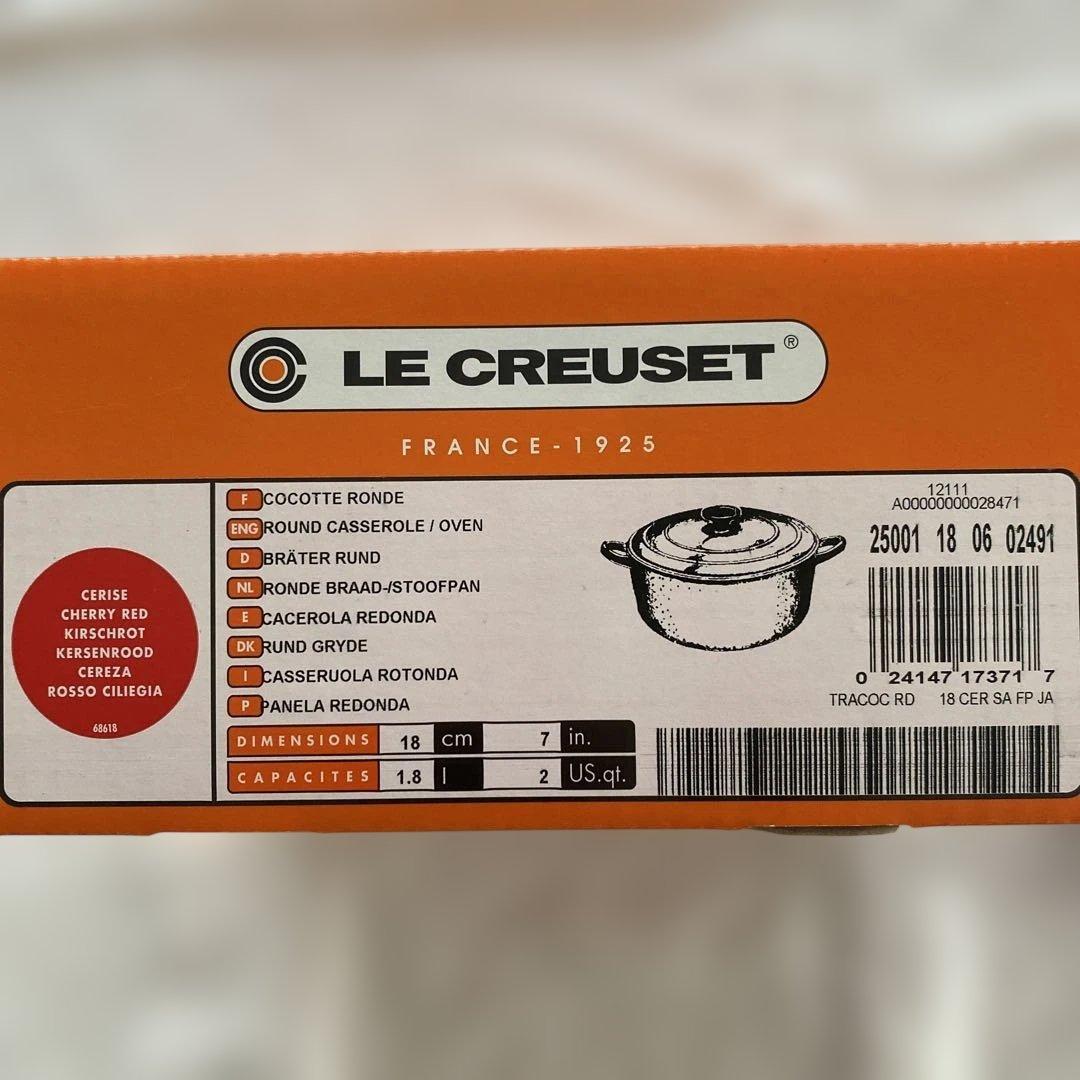 LE CREUSET ®
FRANCE - 1925
CERISE
CHERRY RED
KIRSCHROT
KERSENROOD
CEREZA
ROSSO CILIEGIA
68618
F COCOTTE RONDE
ENG ROUND CASSEROLE / OVEN
D BRÄTER RUND
NL RONDE BRAAD-/STOOFPAN
E CACEROLA REDONDA
DK RUND GRYDE
I CASSERUOLA ROTONDA
P PANELA REDONDA
DIMENSIONS 18 cm 7 in.
CAPACITES 1.8 l 2 US.qt.
12111
A00000000028471
25001 18 06 02491
0 24147 17371 7
TRACOC RD 18 CER SA FP JA